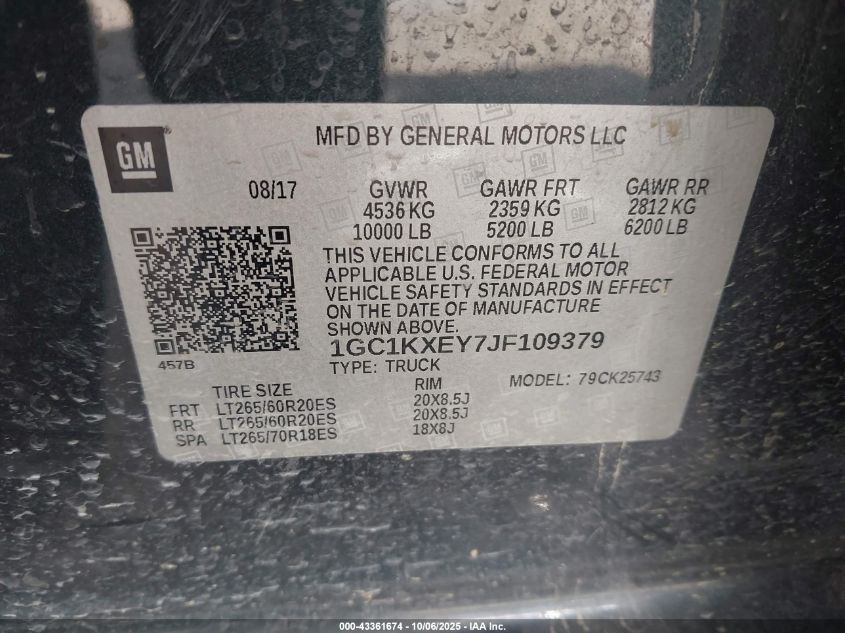 GM
MFD BY GENERAL MOTORS LLC
08/17 GVWR GAWR FRT GAWR RR
4536 KG 2359 KG 2812 KG
10000 LB 5200 LB 6200 LB
THIS VEHICLE CONFORMS TO ALL
APPLICABLE U.S. FEDERAL MOTOR
VEHICLE SAFETY STANDARDS IN EFFECT
ON THE DATE OF MANUFACTURE
SHOWN ABOVE.
1GC1KXEY7JF109379
457B
TYPE: TRUCK
MODEL: 79CK25743
TIRE SIZE RIM
FRT LT265/60R20ES 20X8.5J
RR LT265/60R20ES 20X8.5J
SPA LT265/70R18ES 18X8J
000-43361674 - 10/06/2025 - IAA Inc.